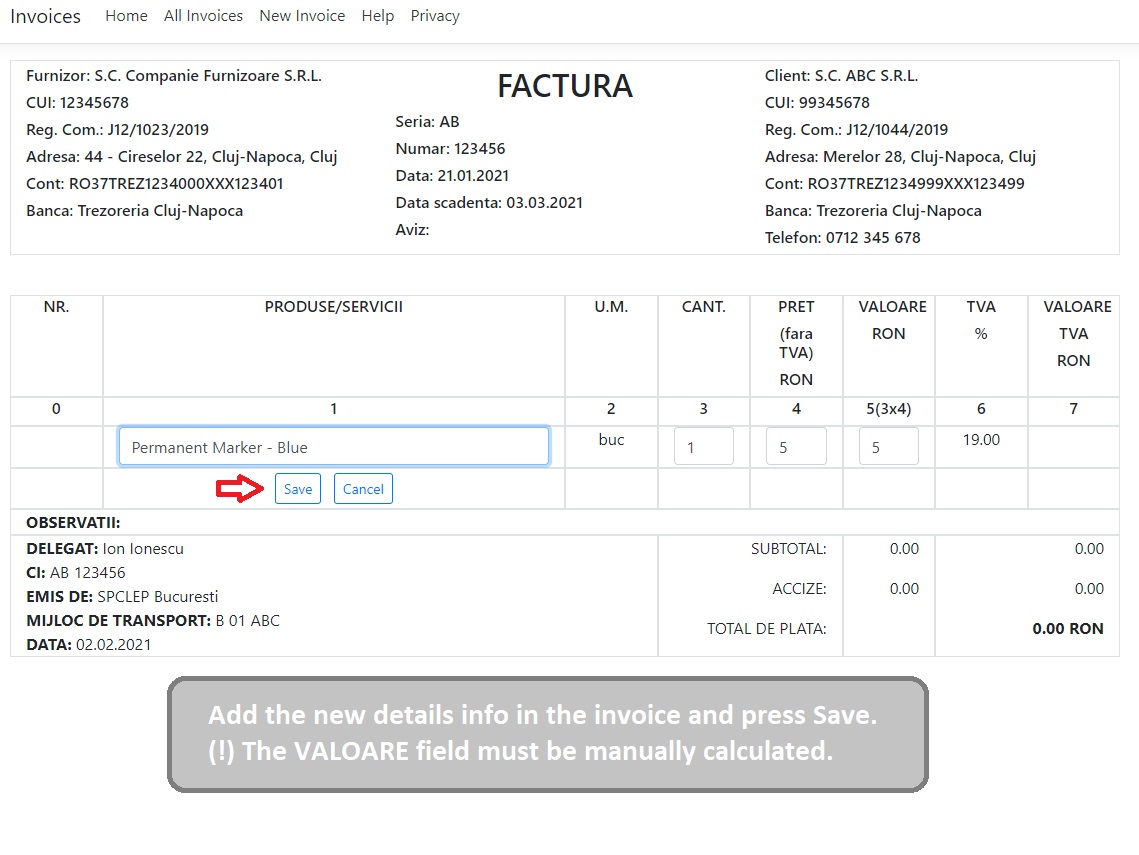 Invoices Home All Invoices New Invoice Help Privacy
Furnizor: S.C. Companie Furnizoare S.R.L.
CUI: 12345678
Reg. Com.: J12/1023/2019
Adresa: 44 - Cireselor 22, Cluj-Napoca, Cluj
Cont: RO37TREZ1234000XXX123401
Banca: Trezoreria Cluj-Napoca
FACTURA
Seria: AB
Numar: 123456
Data: 21.01.2021
Data scadenta: 03.03.2021
Aviz:
Client: S.C. ABC S.R.L.
CUI: 99345678
Reg. Com.: J12/1044/2019
Adresa: Merelor 28, Cluj-Napoca, Cluj
Cont: RO37TREZ1234999XXX123499
Banca: Trezoreria Cluj-Napoca
Telefon: 0712 345 678
NR. PRODUSE/SERVICII U.M. CANT. PRET VALOARE TVA VALOARE
(fara RON % TVA
TVA) RON
RON
0 1 2 3 4 5(3x4) 6 7
Permanent Marker - Blue buc 1 5 5 19.00
Save Cancel
OBSERVATII:
DELEGAT: Ion Ionescu
CI: AB 123456
EMIS DE: SPCLEP Bucuresti
MIJLOC DE TRANSPORT: B 01 ABC
DATA: 02.02.2021
SUBTOTAL: 0.00 0.00
ACCIZE: 0.00 0.00
TOTAL DE PLATA: 0.00 RON
Add the new details info in the invoice and press Save.
(!) The VALOARE field must be manually calculated.